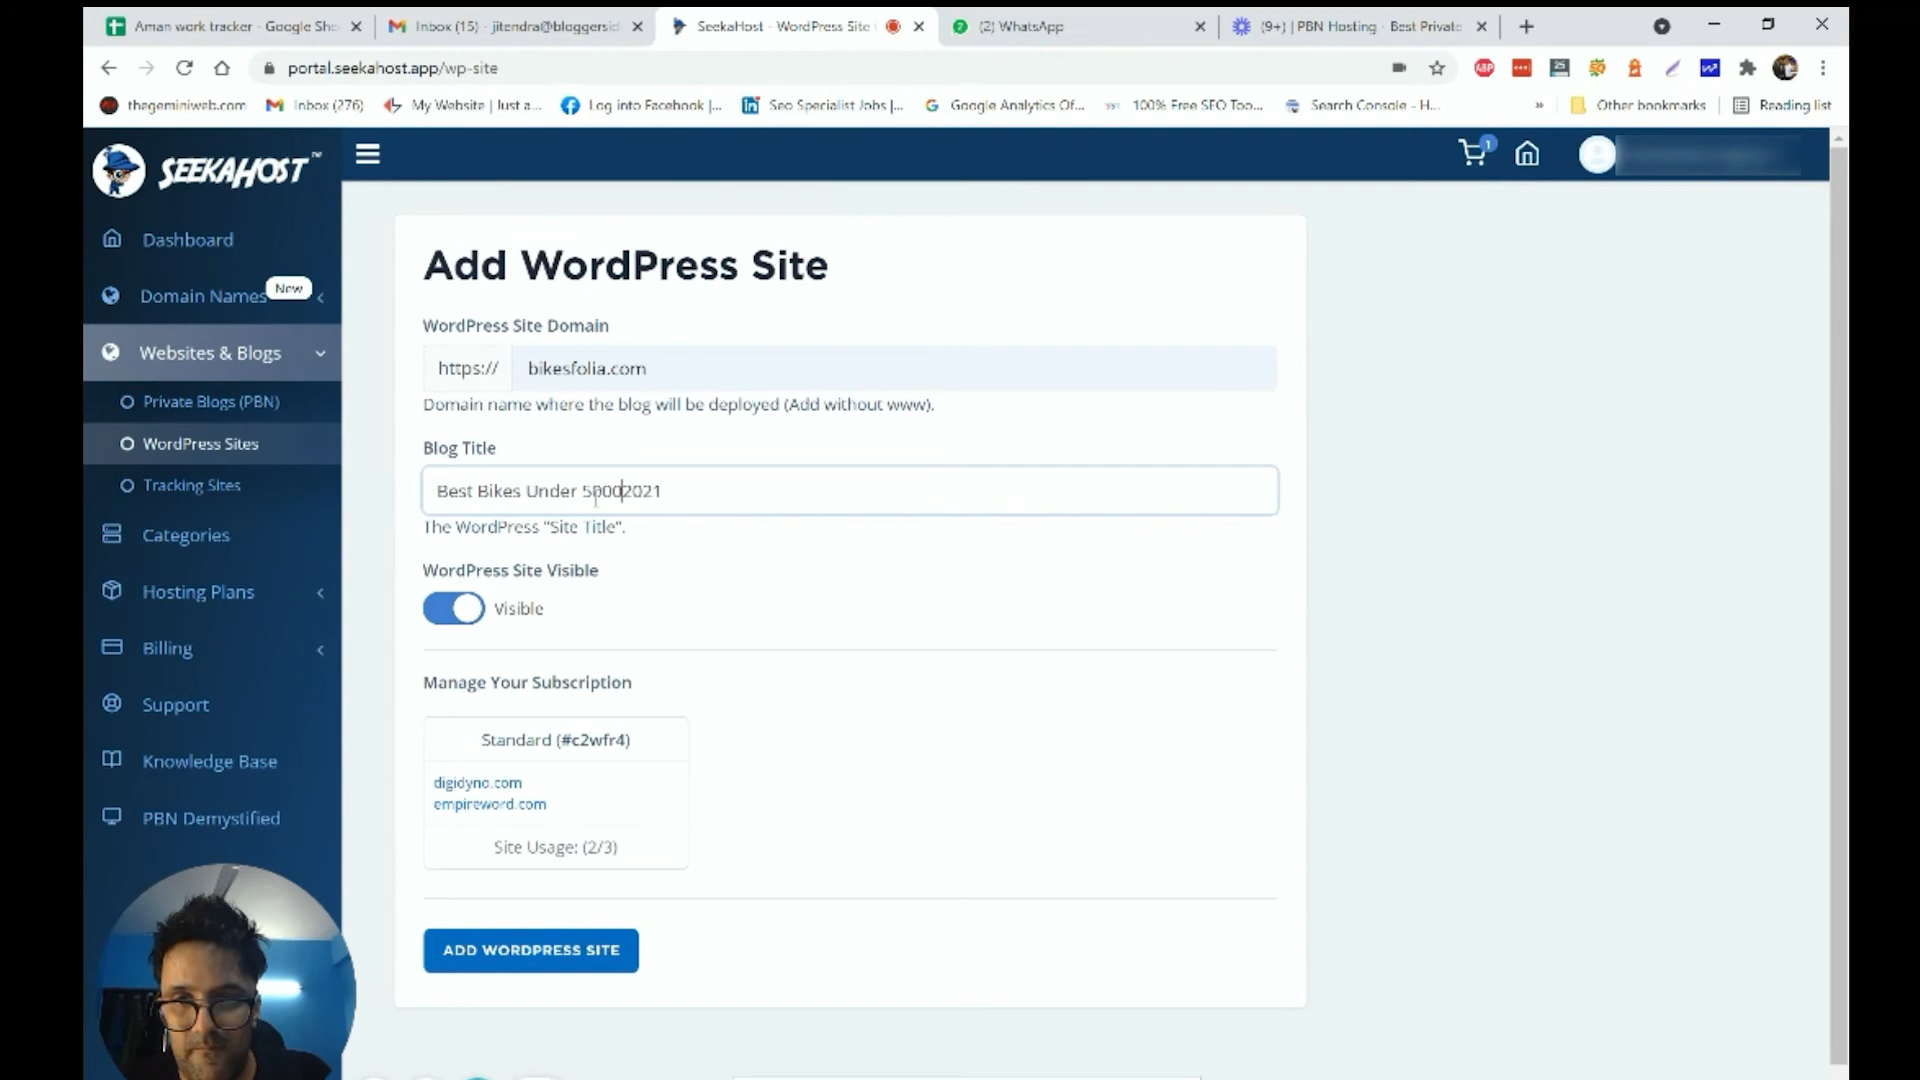 Aman work tracker - Google She
Inbox (15) - jitendra@bloggersid
SeekaHost - WordPress Site
(2) WhatsApp
(9+) | PBN Hosting - Best Private
portal.seekahost.app/wp-site
ABP
25
thegeminiweb.com
Inbox (276)
My Website | Just a...
Log into Facebook |...
Seo Specialist Jobs |...
Google Analytics Of...
100% Free SEO Too...
Search Console - H...
»
Other bookmarks
Reading list
SEEKAHOST™
1
Dashboard
Domain Names
New
Websites & Blogs
Private Blogs (PBN)
WordPress Sites
Tracking Sites
Categories
Hosting Plans
Billing
Support
Knowledge Base
PBN Demystified
Add WordPress Site
WordPress Site Domain
https://
bikesfolia.com
Domain name where the blog will be deployed (Add without www).
Blog Title
Best Bikes Under 50002021
The WordPress "Site Title".
WordPress Site Visible
Visible
Manage Your Subscription
Standard (#c2wfr4)
digidyno.com
empireword.com
Site Usage: (2/3)
ADD WORDPRESS SITE